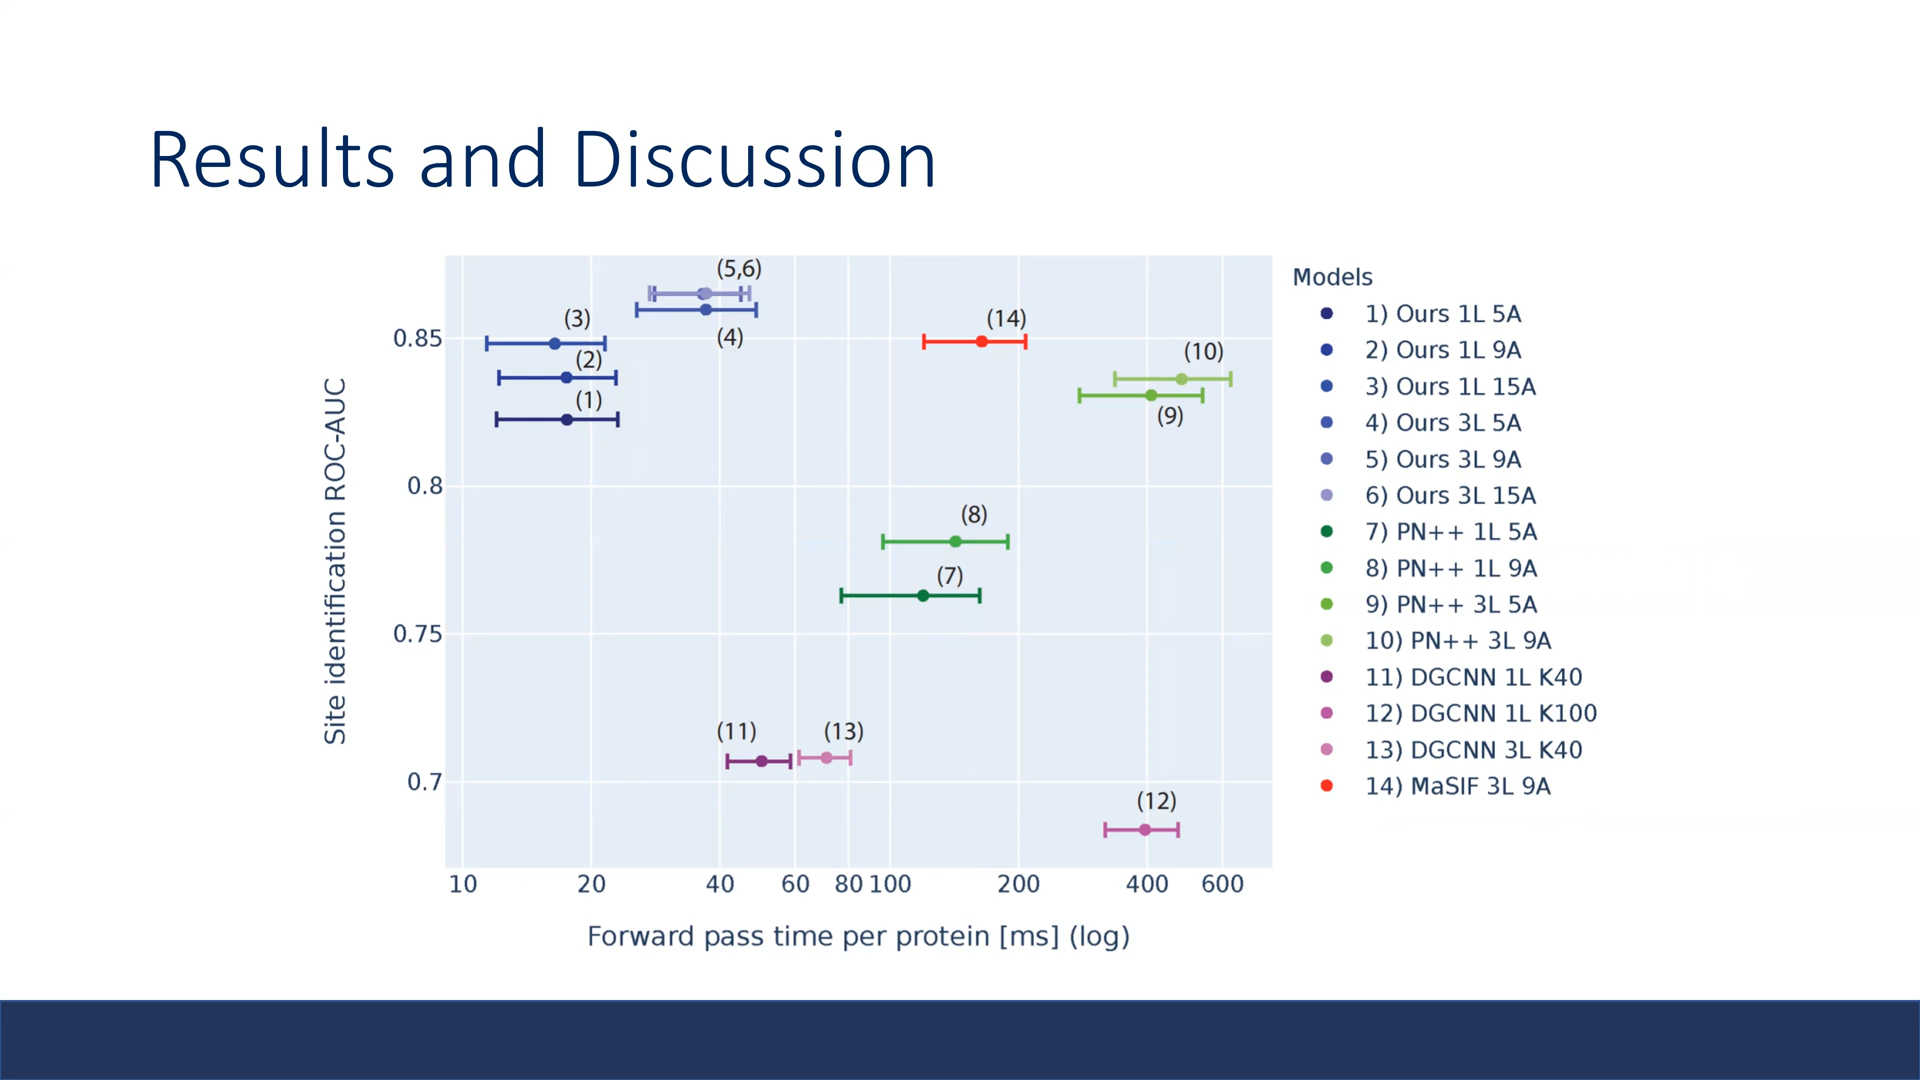 Results and Discussion
Site identification ROC-AUC
0.85
0.8
0.75
0.7
(5,6)
(3)
(4)
(2)
(1)
(14)
(10)
(9)
(8)
(7)
(11)
(13)
(12)
10
20
40
60
80
100
200
400
600
Forward pass time per protein [ms] (log)
Models
1) Ours 1L 5A
2) Ours 1L 9A
3) Ours 1L 15A
4) Ours 3L 5A
5) Ours 3L 9A
6) Ours 3L 15A
7) PN++ 1L 5A
8) PN++ 1L 9A
9) PN++ 3L 5A
10) PN++ 3L 9A
11) DGCNN 1L K40
12) DGCNN 1L K100
13) DGCNN 3L K40
14) MaSIF 3L 9A